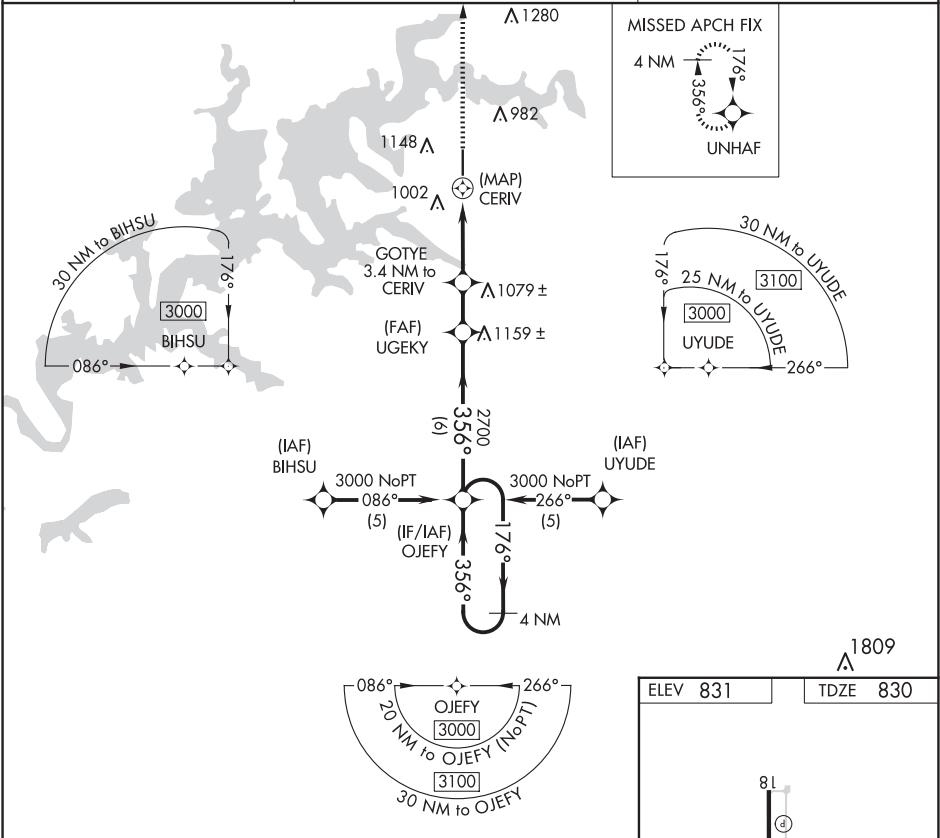 1280
MISSED APCH FIX
4 NM
176°
356°
UNHAF
982
1148
1002
(MAP)
CERIV
30 NM to BIHSU
176°
3000
BIHSU
086°
GOTYE
3.4 NM to
CERIV
1079 ±
(FAF)
UGEKY
1159 ±
30 NM to UYUDE
3100
176°
25 NM to UYUDE
3000
UYUDE
266°
356°
(6)
2700
(IAF)
BIHSU
3000 NoPT
086°
(5)
(IAF)
UYUDE
3000 NoPT
266°
(5)
(IF/IAF)
OJEFY
176°
356°
4 NM
086°
266°
OJEFY
3000
20 NM to OJEFY (NoPT)
3100
30 NM to OJEFY
1809
ELEV 831
TDZE 830
18
P